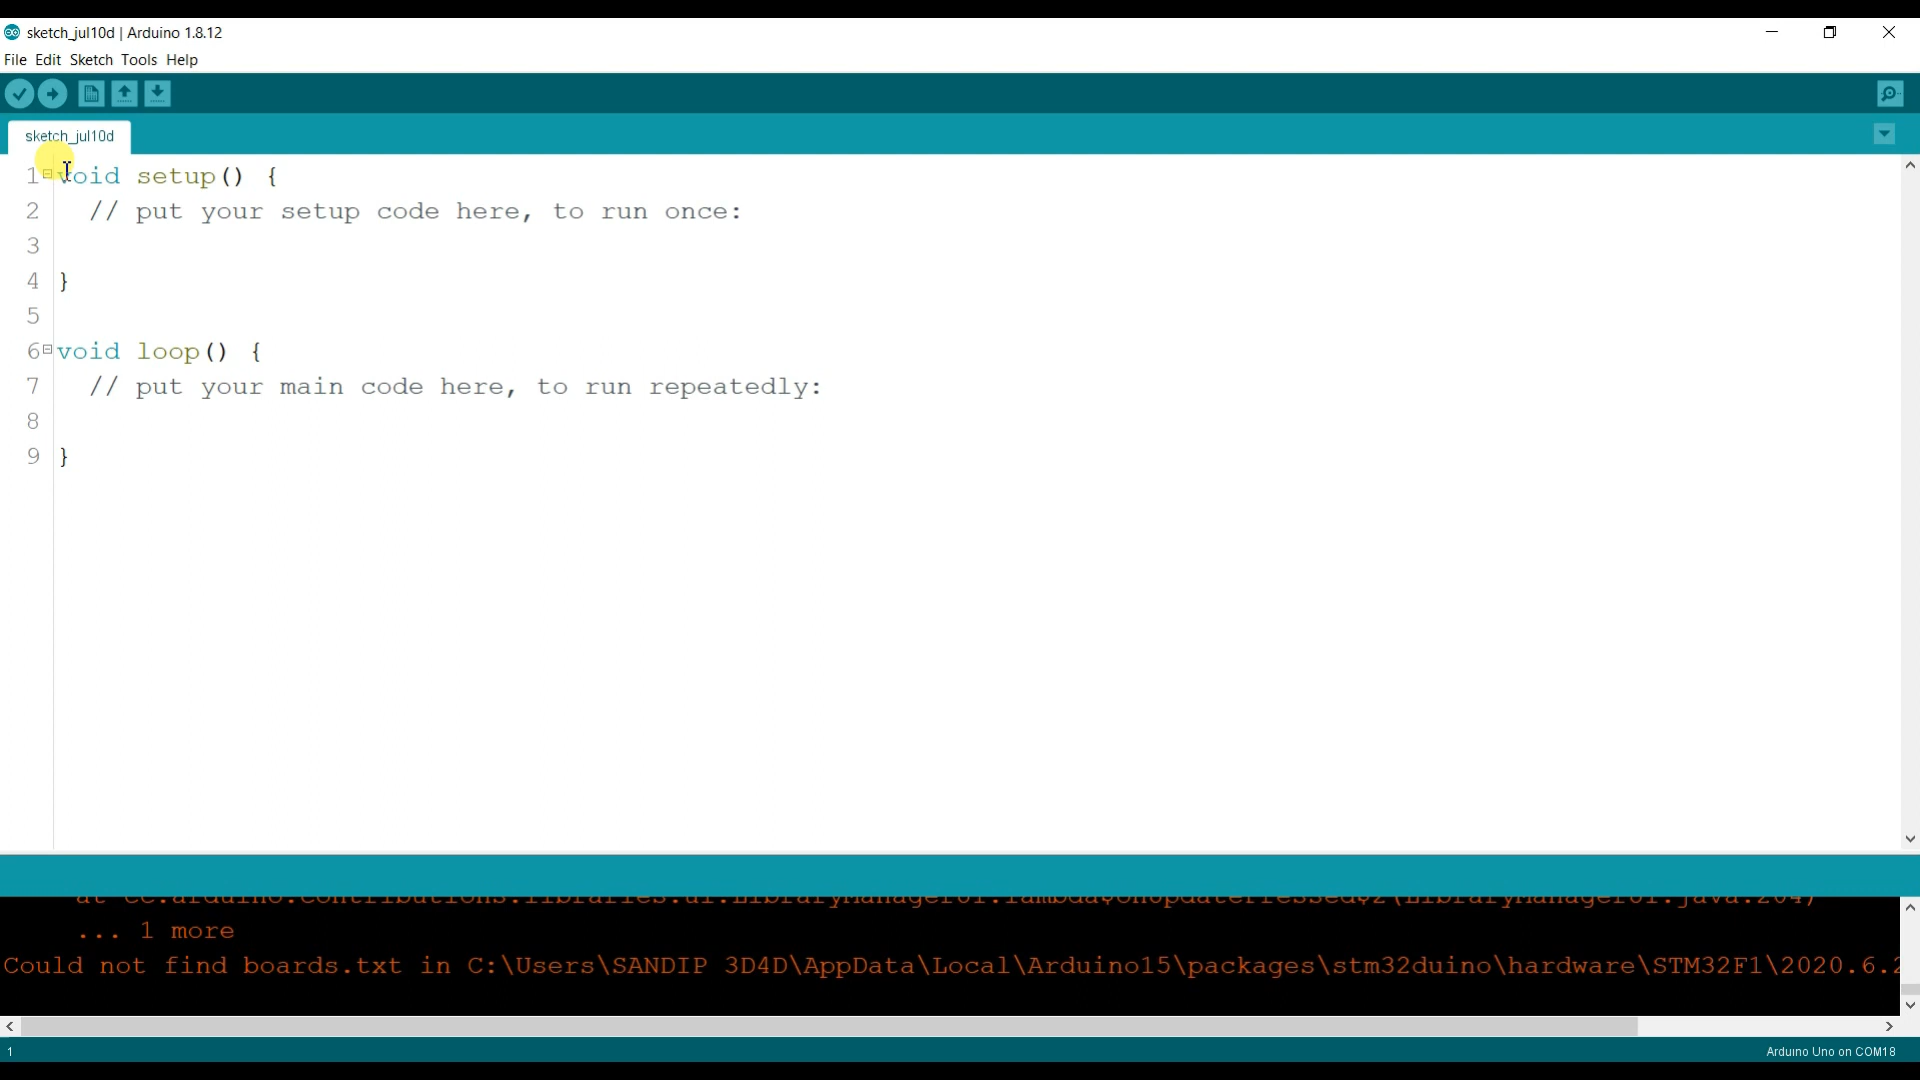 sketch_jul10d | Arduino 1.8.12
File Edit Sketch Tools Help
sketch_jul10d
1 void setup() {
2 // put your setup code here, to run once:
3
4 }
5
6 void loop() {
7 // put your main code here, to run repeatedly:
8
9 }
... 1 more
Could not find boards.txt in C:\Users\SANDIP 3D4D\AppData\Local\Arduino15\packages\stm32duino\hardware\STM32F1\2020.6.2
1
Arduino Uno on COM18